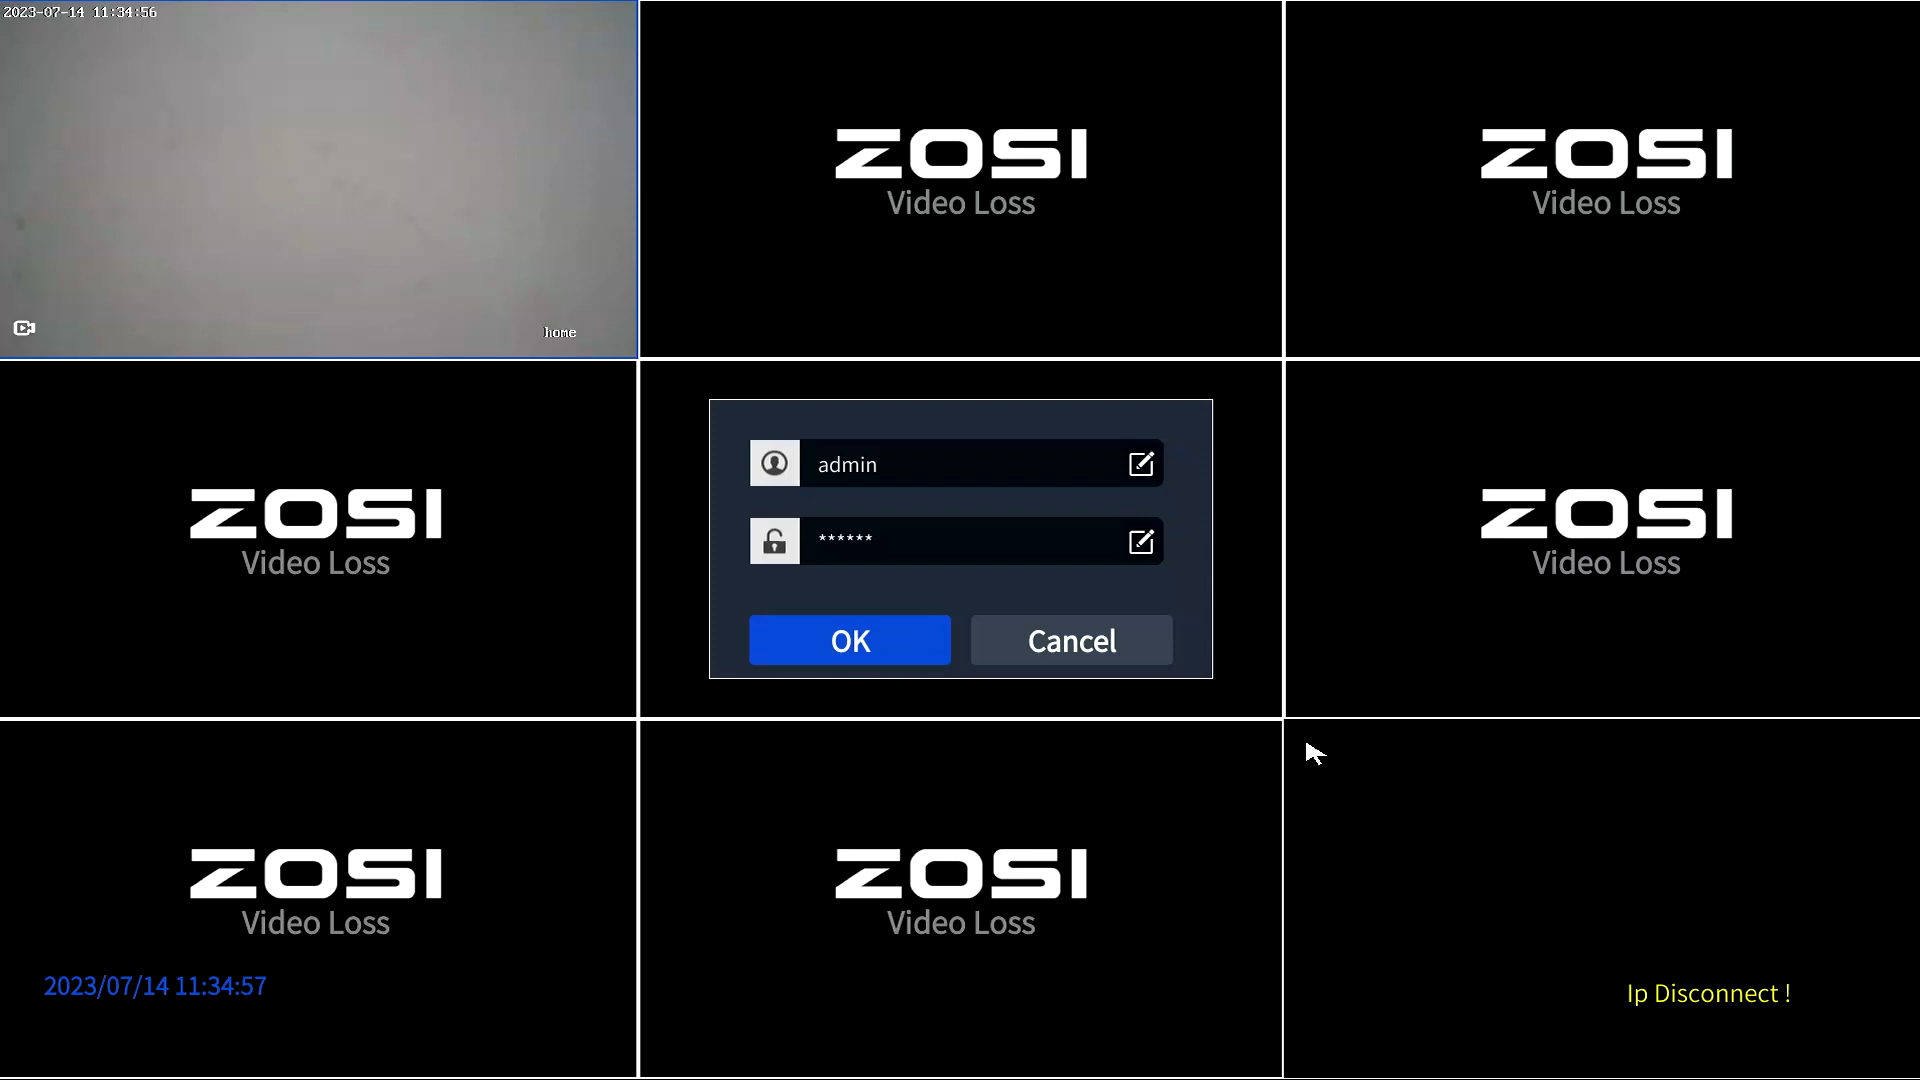 2023-07-14 11:34:56
home
ZOSI
Video Loss
ZOSI
Video Loss
ZOSI
Video Loss
admin
******
OK
Cancel
ZOSI
Video Loss
ZOSI
Video Loss
2023/07/14 11:34:57
ZOSI
Video Loss
Ip Disconnect !